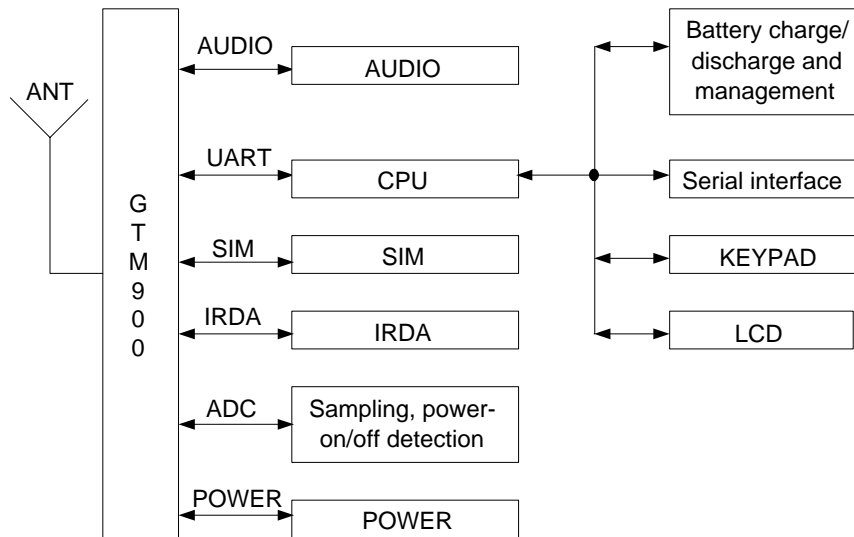 ANT
G
T
M
9
0
0
AUDIO
AUDIO
UART
CPU
SIM
SIM
IRDA
IRDA
ADC
Sampling, power-
on/off detection
POWER
POWER
Battery charge/
discharge and
management
Serial interface
KEYPAD
LCD